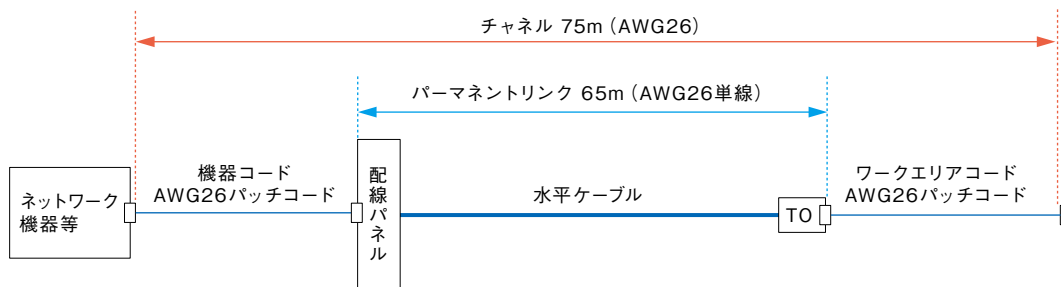 チャネル 75m（AWG26）
パーマネントリンク 65m（AWG26単線）
ネットワーク
機器等
機器コード
AWG26パッチコード
配線パネル
水平ケーブル
TO
ワークエリアコード
AWG26パッチコード